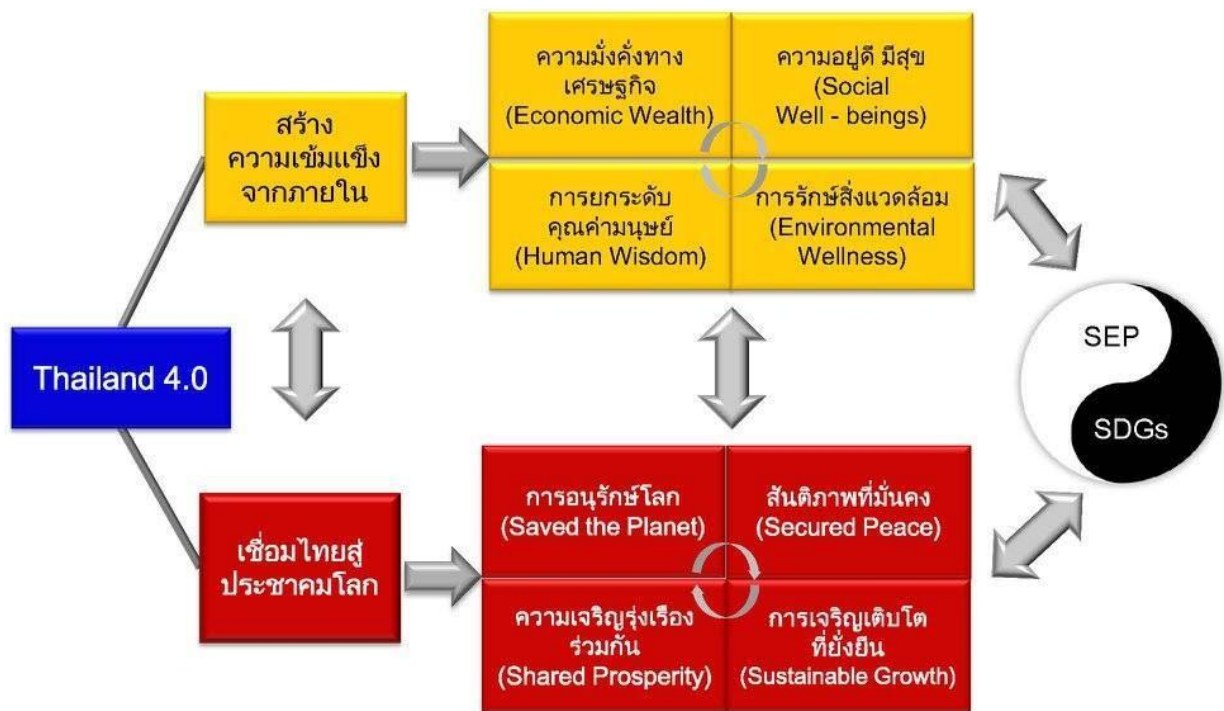 ความมั่งคั่งทาง
เศรษฐกิจ
(Economic Wealth)
ความอยู่ดี มีสุข
(Social
Well - beings)
สร้าง
ความเข้มแข็ง
จากภายใน
การยกระดับ
คุณค่ามนุษย์
(Human Wisdom)
การรักษ์สิ่งแวดล้อม
(Environmental
Wellness)
Thailand 4.0
SEP
SDGs
การอนุรักษ์โลก
(Saved the Planet)
สันติภาพที่มั่นคง
(Secured Peace)
เชื่อมไทยสู่
ประชาคมโลก
ความเจริญรุ่งเรือง
ร่วมกัน
(Shared Prosperity)
การเจริญเติบโต
ที่ยั่งยืน
(Sustainable Growth)